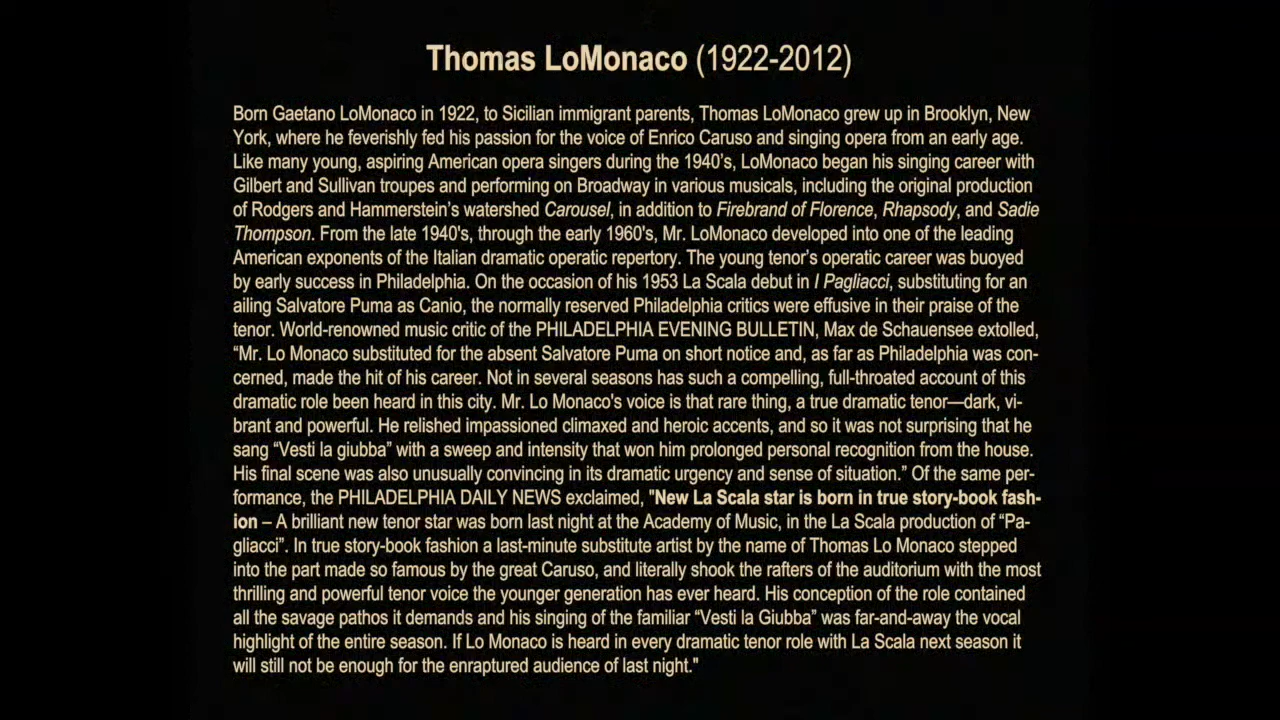 Thomas LoMonaco (1922-2012)
Born Gaetano LoMonaco in 1922, to Sicilian immigrant parents, Thomas LoMonaco grew up in Brooklyn, New
York, where he feverishly fed his passion for the voice of Enrico Caruso and singing opera from an early age.
Like many young, aspiring American opera singers during the 1940's, LoMonaco began his singing career with
Gilbert and Sullivan troupes and performing on Broadway in various musicals, including the original production
of Rodgers and Hammerstein's watershed Carousel, in addition to Firebrand of Florence, Rhapsody, and Sadie
Thompson. From the late 1940's, through the early 1960's, Mr. LoMonaco developed into one of the leading
American exponents of the Italian dramatic operatic repertory. The young tenor's operatic career was buoyed
by early success in Philadelphia. On the occasion of his 1953 La Scala debut in I Pagliacci, substituting for an
ailing Salvatore Puma as Canio, the normally reserved Philadelphia critics were effusive in their praise of the
tenor. World-renowned music critic of the PHILADELPHIA EVENING BULLETIN, Max de Schauensee extolled,
“Mr. Lo Monaco substituted for the absent Salvatore Puma on short notice and, as far as Philadelphia was con-
cerned, made the hit of his career. Not in several seasons has such a compelling, full-throated account of this
dramatic role been heard in this city. Mr. Lo Monaco's voice is that rare thing, a true dramatic tenor—dark, vi-
brant and powerful. He relished impassioned climaxed and heroic accents, and so it was not surprising that he
sang “Vesti la giubba” with a sweep and intensity that won him prolonged personal recognition from the house.
His final scene was also unusually convincing in its dramatic urgency and sense of situation.” Of the same per-
formance, the PHILADELPHIA DAILY NEWS exclaimed, "New La Scala star is born in true story-book fash-
ion – A brilliant new tenor star was born last night at the Academy of Music, in the La Scala production of “Pa-
gliacci”. In true story-book fashion a last-minute substitute artist by the name of Thomas Lo Monaco stepped
into the part made so famous by the great Caruso, and literally shook the rafters of the auditorium with the most
thrilling and powerful tenor voice the younger generation has ever heard. His conception of the role contained
all the savage pathos it demands and his singing of the familiar “Vesti la Giubba” was far-and-away the vocal
highlight of the entire season. If Lo Monaco is heard in every dramatic tenor role with La Scala next season it
will still not be enough for the enraptured audience of last night."